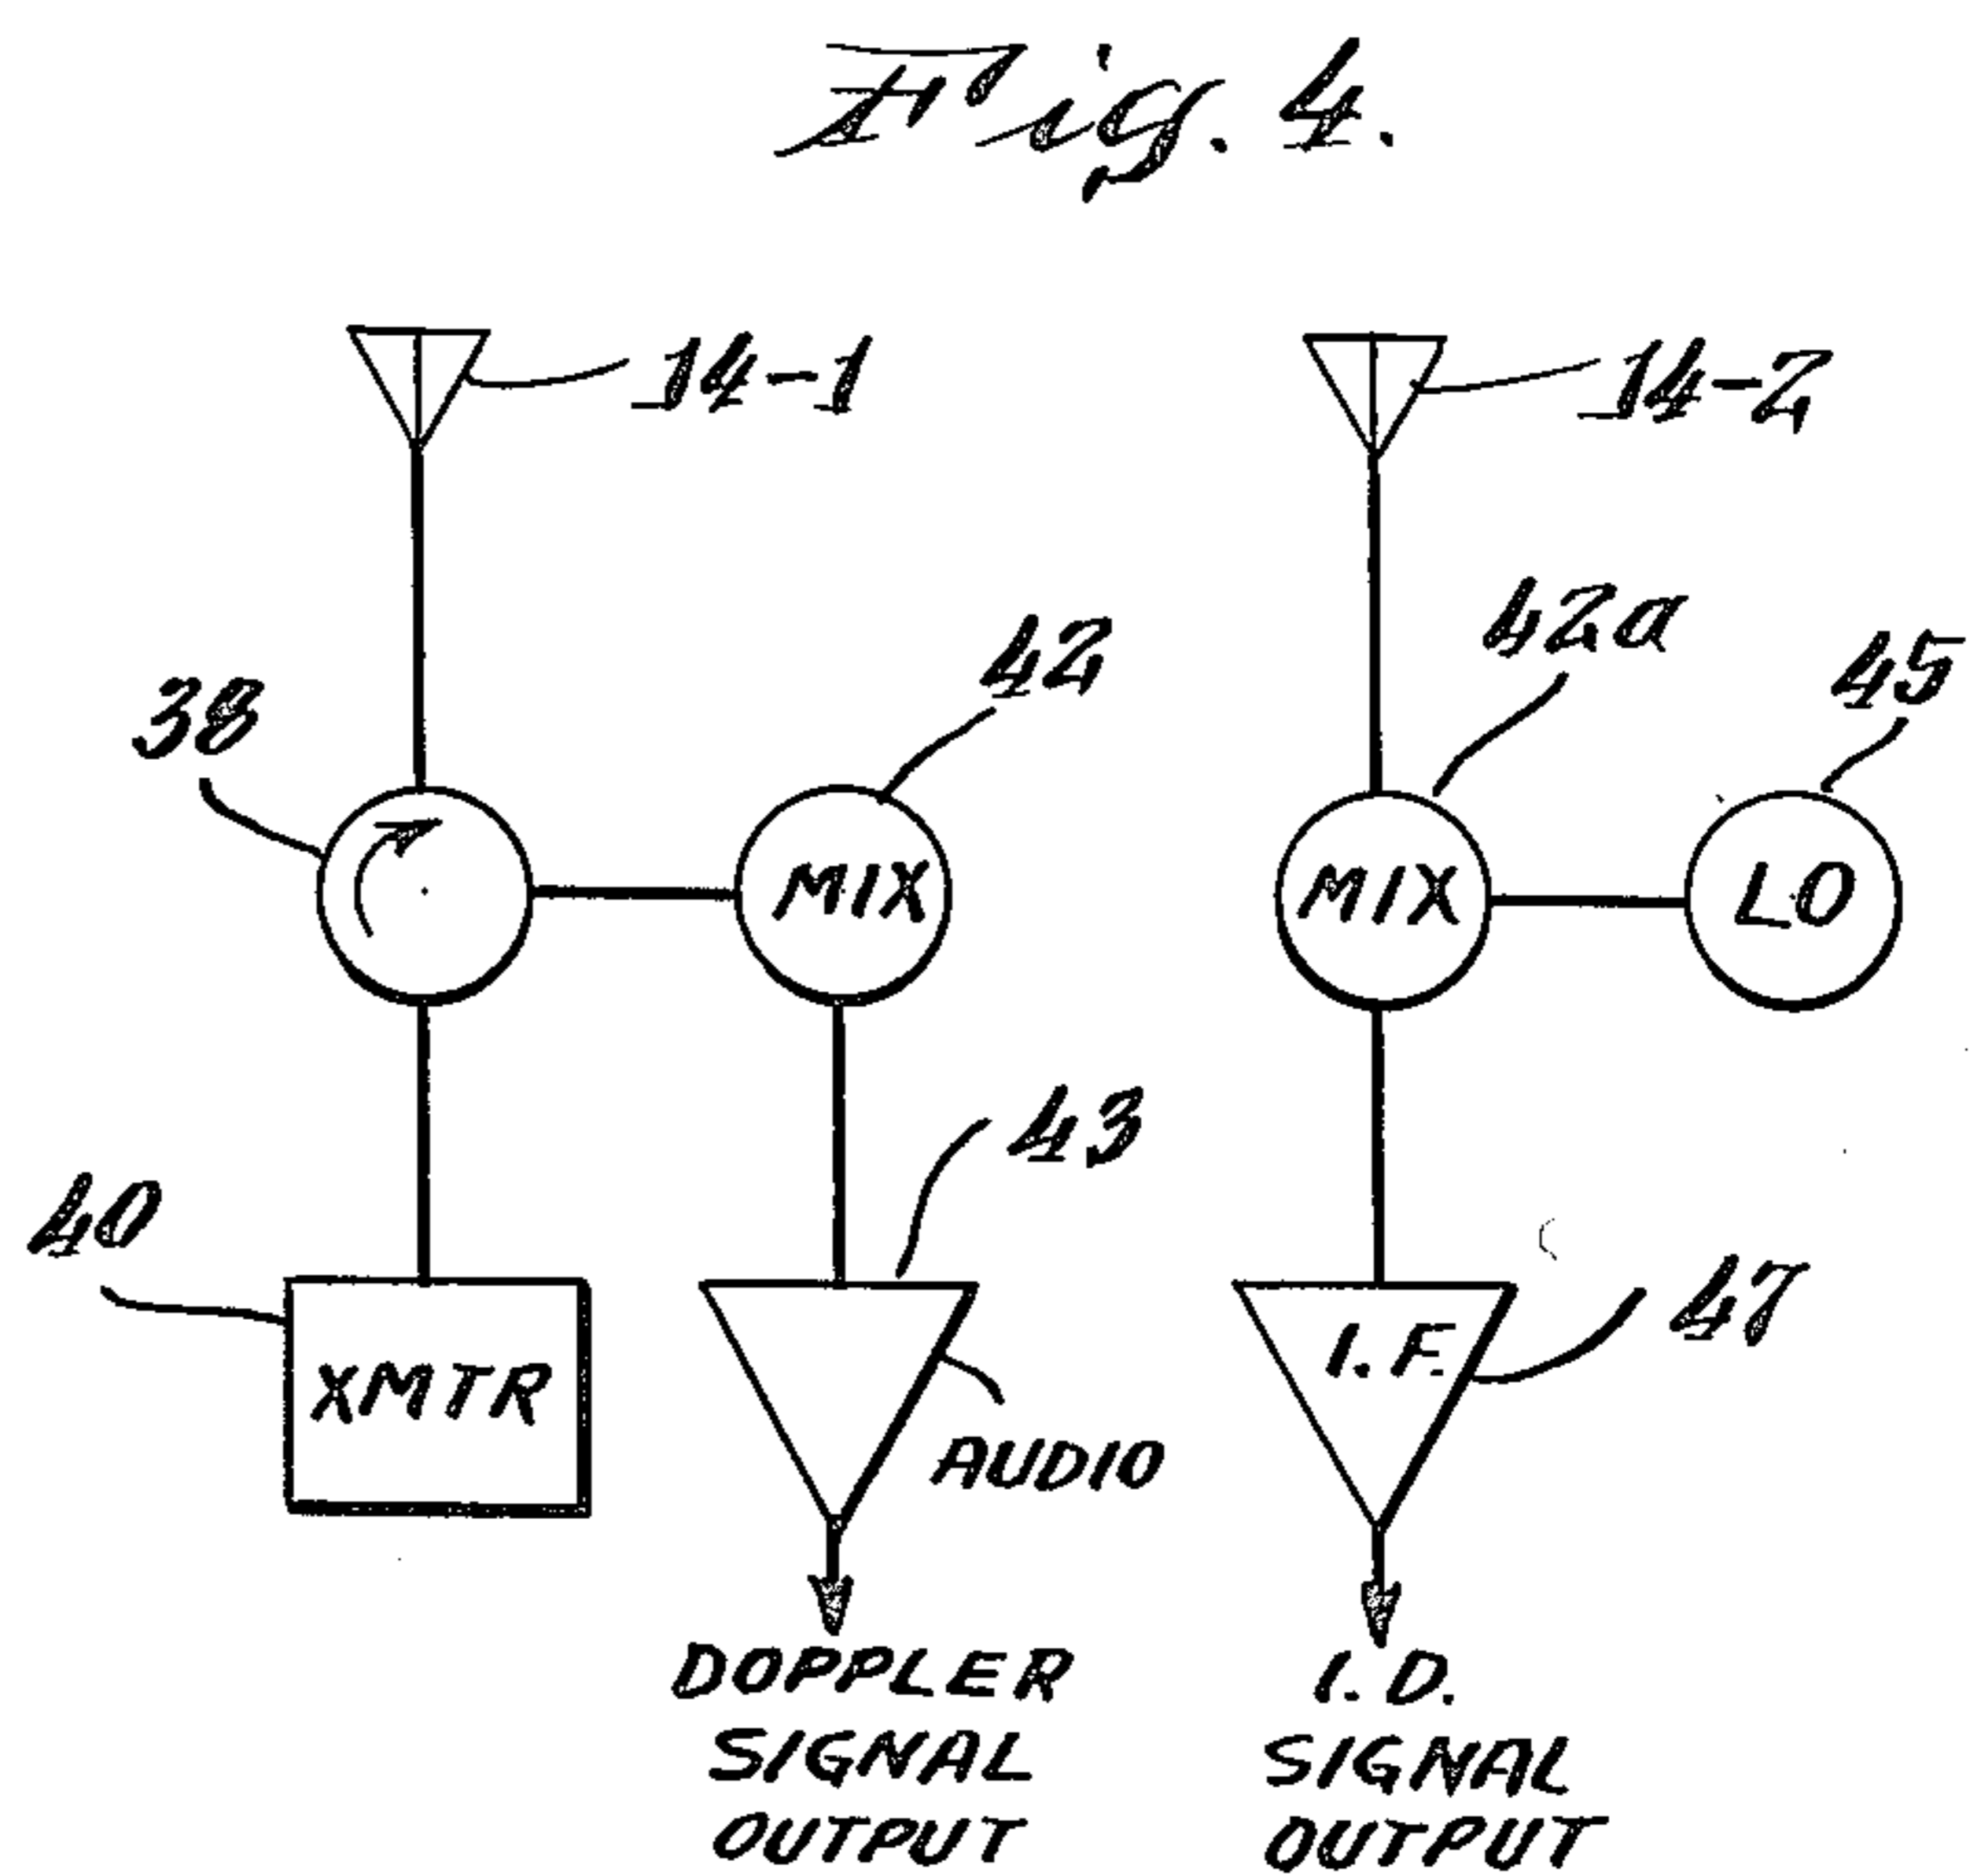 Fig. 4.
14-1
14-2
38
42
42a
45
MIX
MIX
LO
40
43
47
XMTR
AUDIO
I.F.
DOPPLER
SIGNAL
OUTPUT
I.D.
SIGNAL
OUTPUT